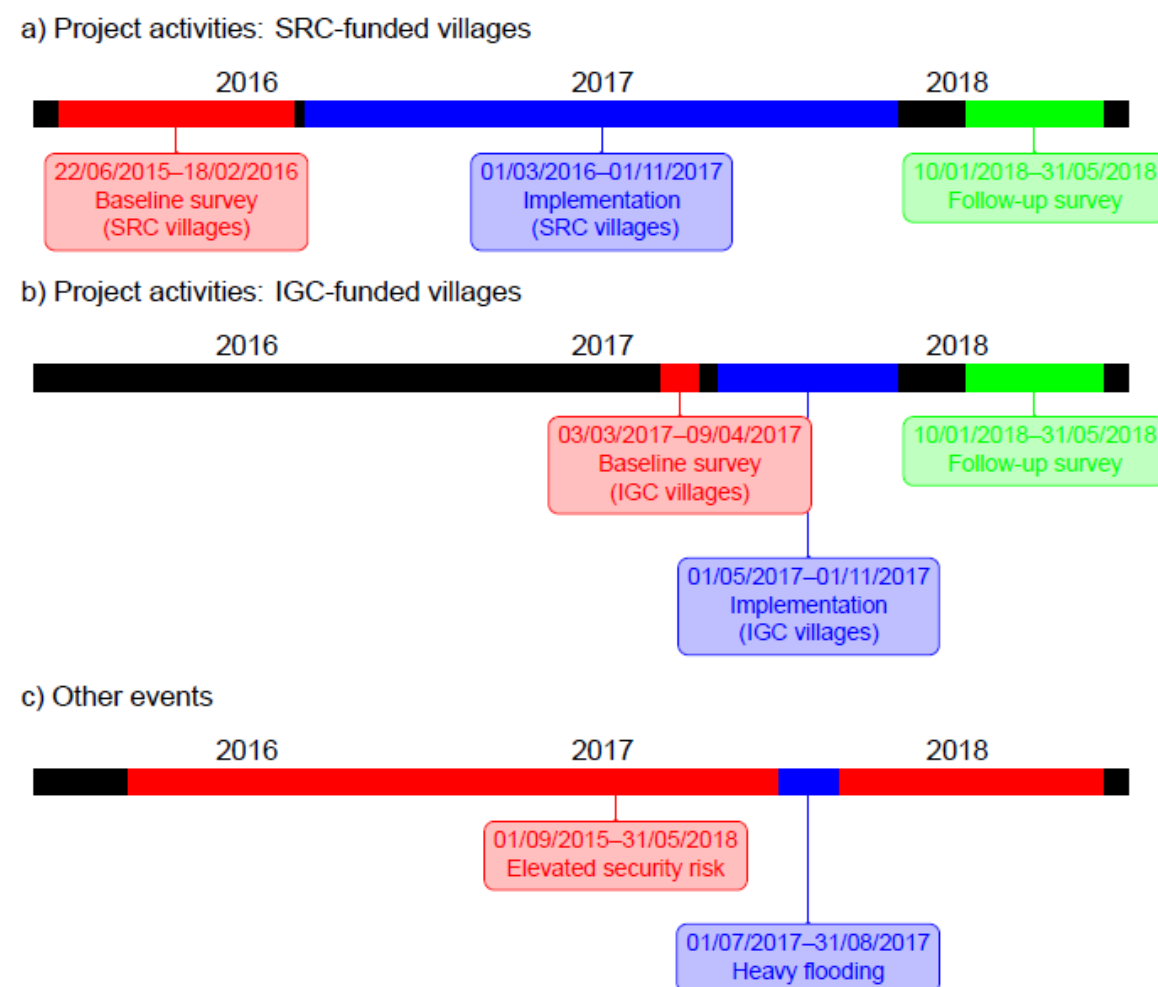 a) Project activities: SRC-funded villages
2016 2017 2018
22/06/2015–18/02/2016
Baseline survey
(SRC villages)
01/03/2016–01/11/2017
Implementation
(SRC villages)
10/01/2018–31/05/2018
Follow-up survey
b) Project activities: IGC-funded villages
2016 2017 2018
03/03/2017–09/04/2017
Baseline survey
(IGC villages)
10/01/2018–31/05/2018
Follow-up survey
01/05/2017–01/11/2017
Implementation
(IGC villages)
c) Other events
2016 2017 2018
01/09/2015–31/05/2018
Elevated security risk
01/07/2017–31/08/2017
Heavy flooding